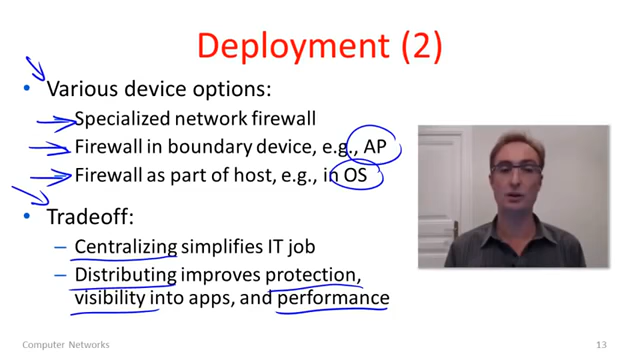 Deployment (2)
• Various device options:
– Specialized network firewall
– Firewall in boundary device, e.g., AP
– Firewall as part of host, e.g., in OS
• Tradeoff:
– Centralizing simplifies IT job
– Distributing improves protection,
visibility into apps, and performance
Computer Networks
13